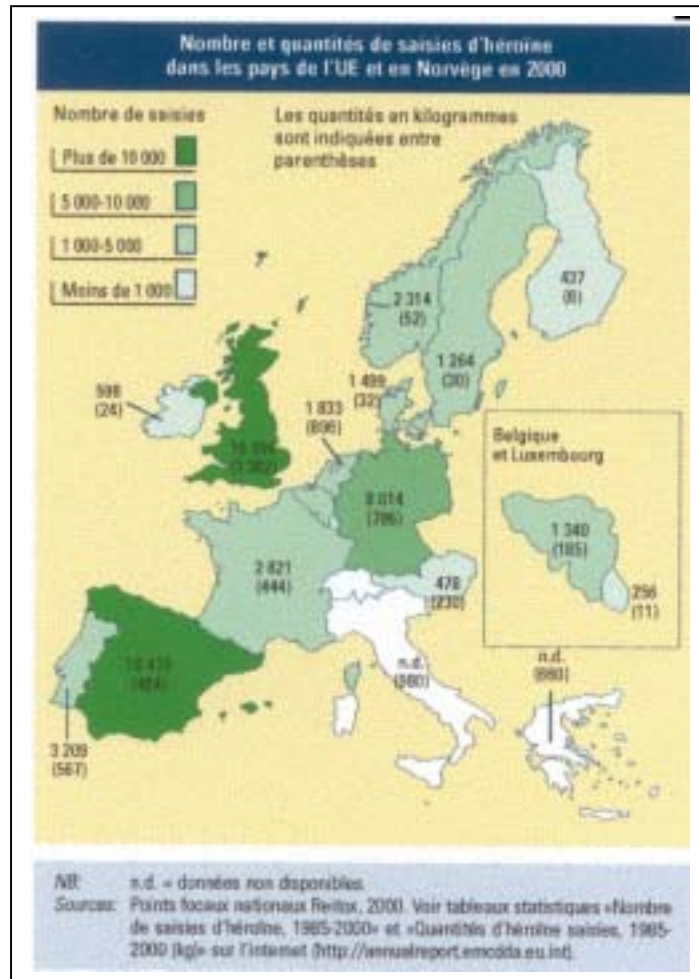 Nombre et quantités de saisies d'héroïne
dans les pays de l'UE et en Norvège en 2000
Nombre de saisies
Plus de 10 000
5 000-10 000
1 000-5 000
Moins de 1 000
Les quantités en kilogrammes
sont indiquées entre
parenthèses
437
(6)
2 314
(52)
1 264
(30)
1 499
(32)
598
(24)
1 833
(896)
Belgique
et Luxembourg
1 340
(185)
256
(11)
8 014
(796)
2 821
(444)
478
(230)
n.d.
(980)
n.d.
3 209
(567)
NB: n.d. = données non disponibles.
Sources: Points focaux nationaux Reitox, 2000. Voir tableaux statistiques «Nombre
de saisies d'héroïne, 1985-2000» et «Quantités d'héroïne saisies, 1985-
2000 (kg)» sur l'internet (http://annualreport.emcdda.eu.int).